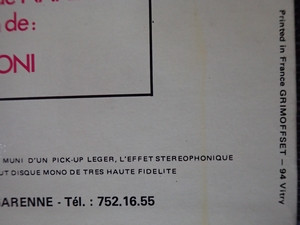 de:
ONI
MUNI D'UN PICK-UP LEGER, L'EFFET STEREOPHONIQUE
UT DISQUE MONO DE TRES HAUTE FIDELITE
GARENNE - Tél. : 752.16.55
Printed in France GRIMOFFSET - 94 Vitry